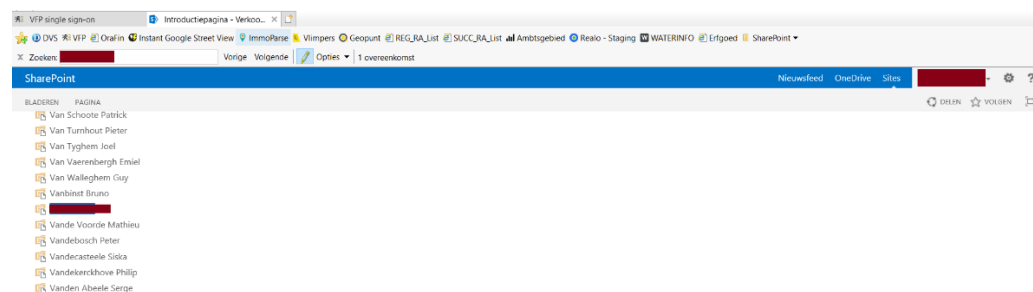 VFP single sign-on Introductiepagina - Verkoo...
DVS VFP OraFin Instant Google Street View ImmoParse Vlimpers Geopunt REG_RA_List SUCC_RA_List Ambtsgebied Realo - Staging WATERINFO Erfgoed SharePoint
Zoeken: Vorige Volgende Opties 1 overeenkomst
SharePoint Nieuwsfeed OneDrive Sites
BLADEREN PAGINA DELEN VOLGEN
Van Schoote Patrick
Van Turnhout Pieter
Van Tyghem Joel
Van Vaerenbergh Emiel
Van Walleghem Guy
Vanbinst Bruno
Vande Voorde Mathieu
Vandebosch Peter
Vandecasteele Siska
Vandekerckhove Philip
Vanden Abeele Serge